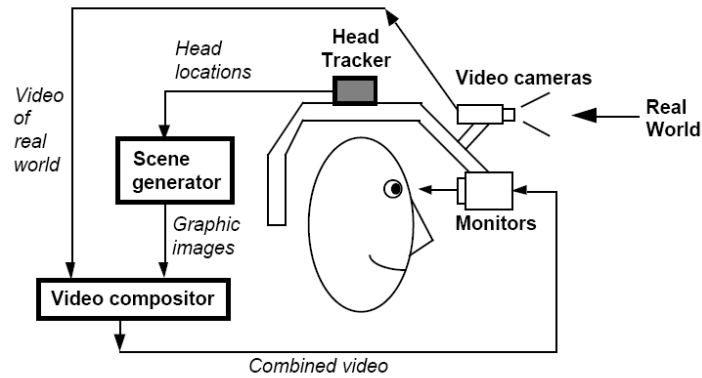 Head
Tracker
Head
locations
Video cameras
Video
of
real
world
Real
World
Scene
generator
Monitors
Graphic
images
Video compositor
Combined video